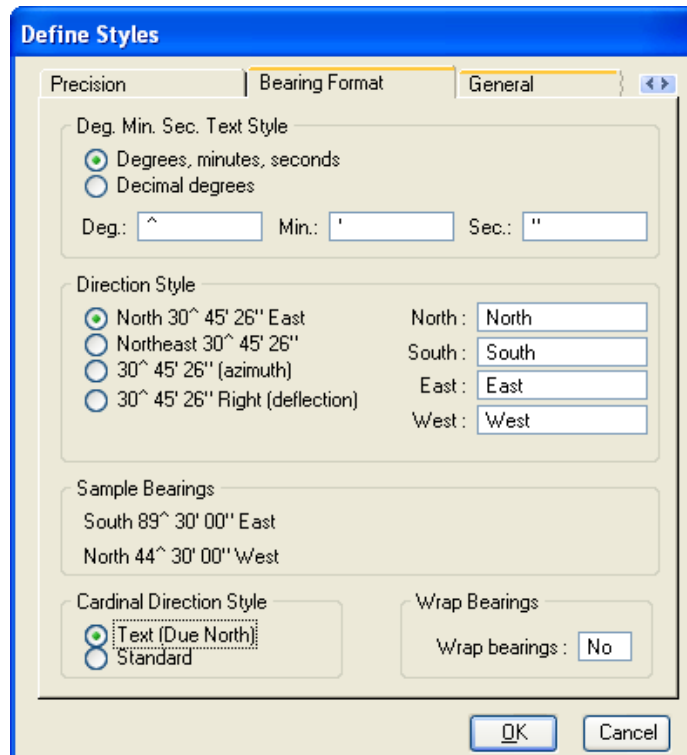 Define Styles
Precision Bearing Format General
Deg. Min. Sec. Text Style
Degrees, minutes, seconds
Decimal degrees
Deg.: ^ Min.: ' Sec.: "
Direction Style
North 30^ 45' 26" East
Northeast 30^ 45' 26"
30^ 45' 26" (azimuth)
30^ 45' 26" Right (deflection)
North : North
South : South
East : East
West : West
Sample Bearings
South 89^ 30' 00" East
North 44^ 30' 00" West
Cardinal Direction Style
Text (Due North)
Standard
Wrap Bearings
Wrap bearings : No
OK Cancel